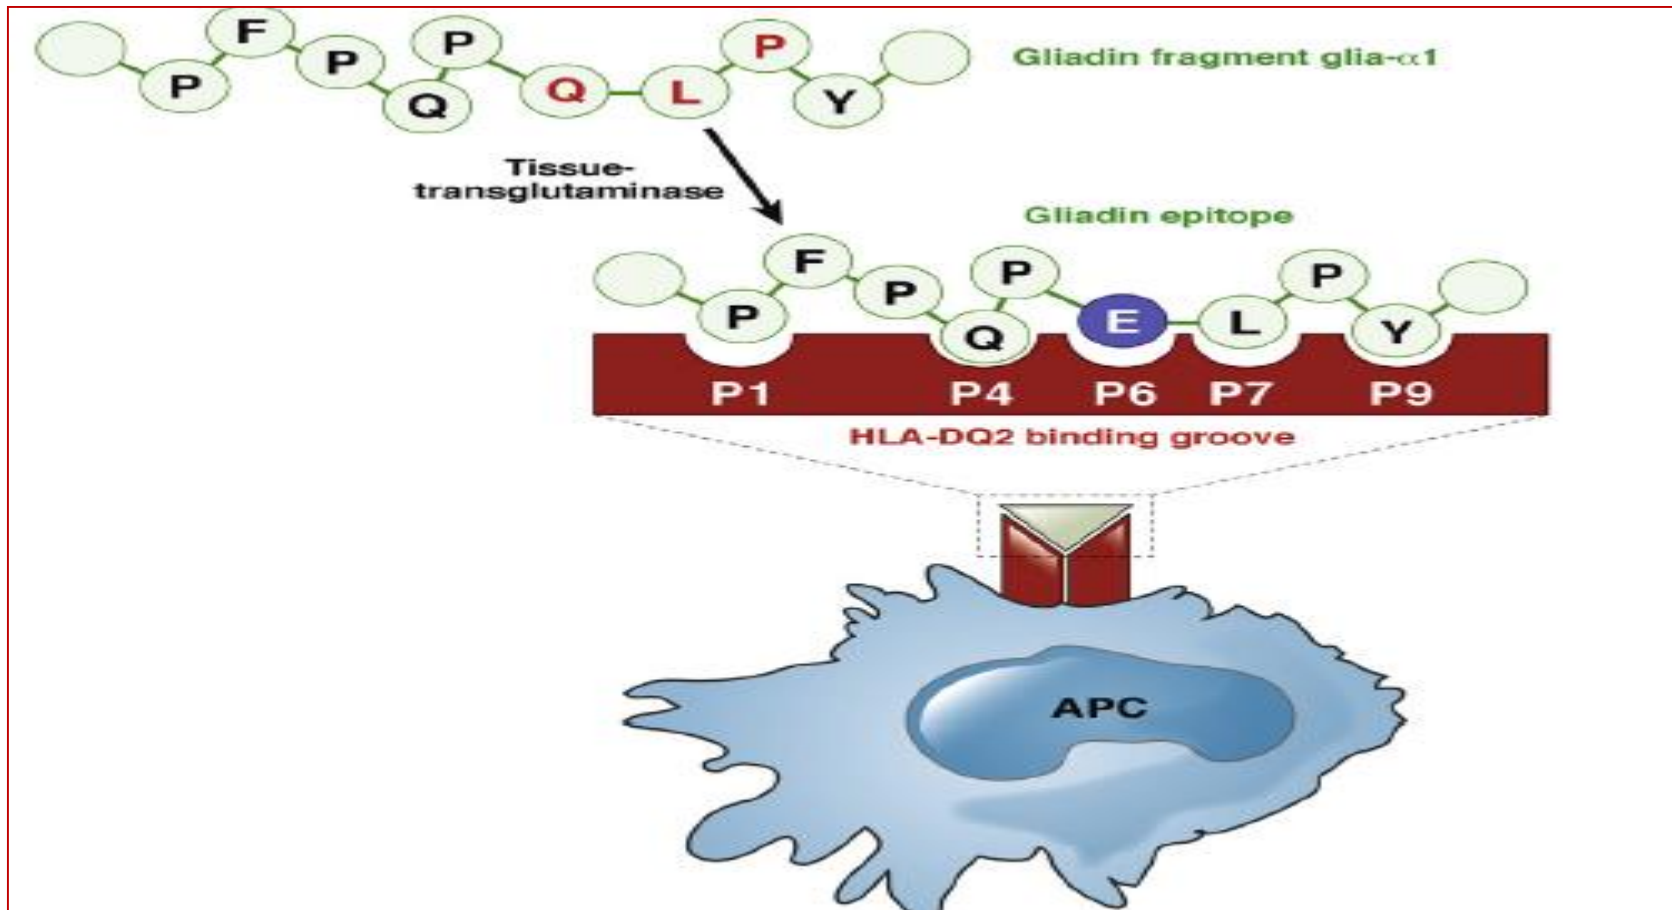 F
P
P
P
P
Q
Q
L
Y
Gliadin fragment glia-α1
Tissue-
transglutaminase
Gliadin epitope
F
P
P
P
P
Q
E
L
Y
P1
P4
P6
P7
P9
HLA-DQ2 binding groove
APC